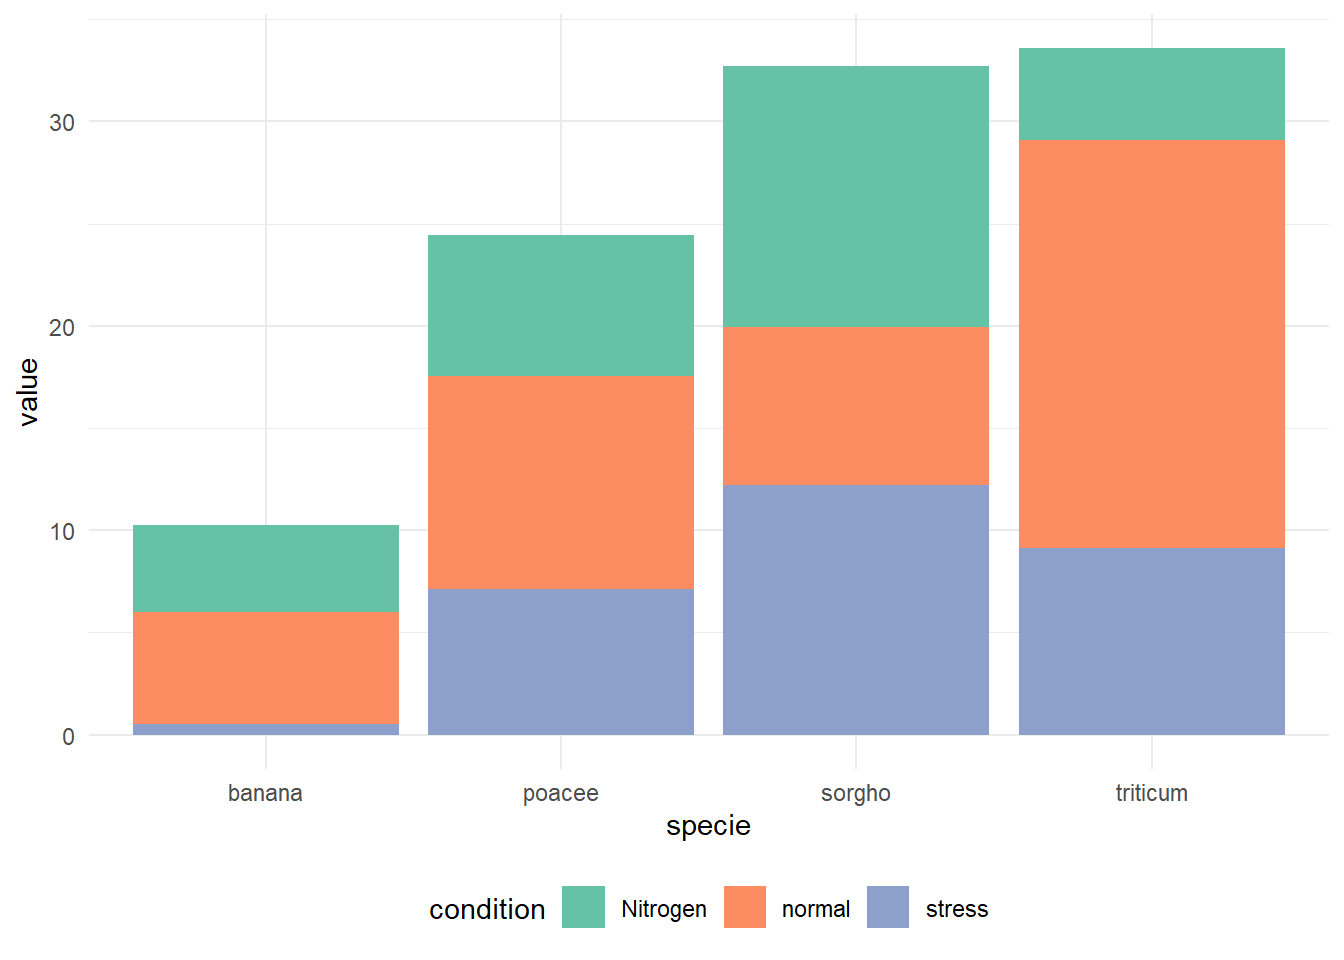 30
20
10
0
value
banana poacee sorgho triticum
specie
condition Nitrogen normal stress